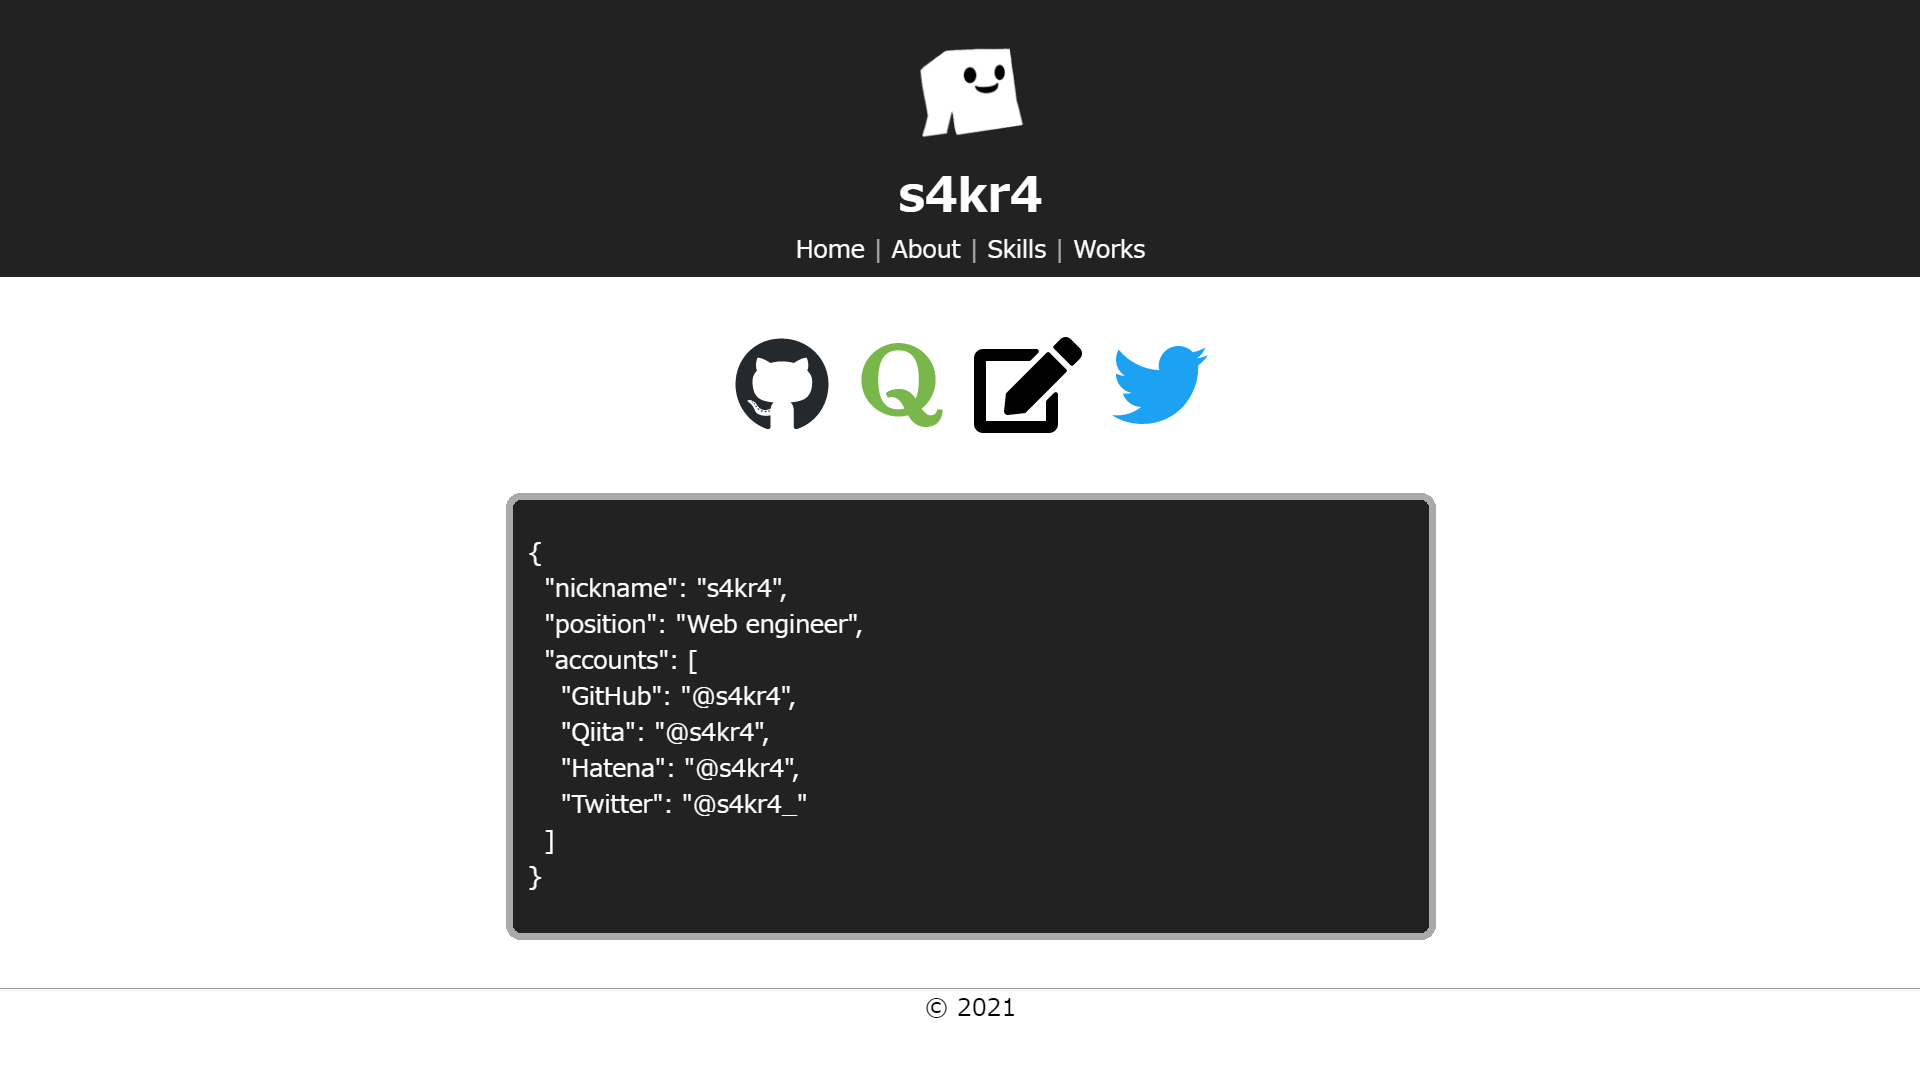 s4kr4
Home | About | Skills | Works
Q
{
"nickname": "s4kr4",
"position": "Web engineer",
"accounts": [
"GitHub": "@s4kr4",
"Qiita": "@s4kr4",
"Hatena": "@s4kr4",
"Twitter": "@s4kr4_"
]
}
© 2021